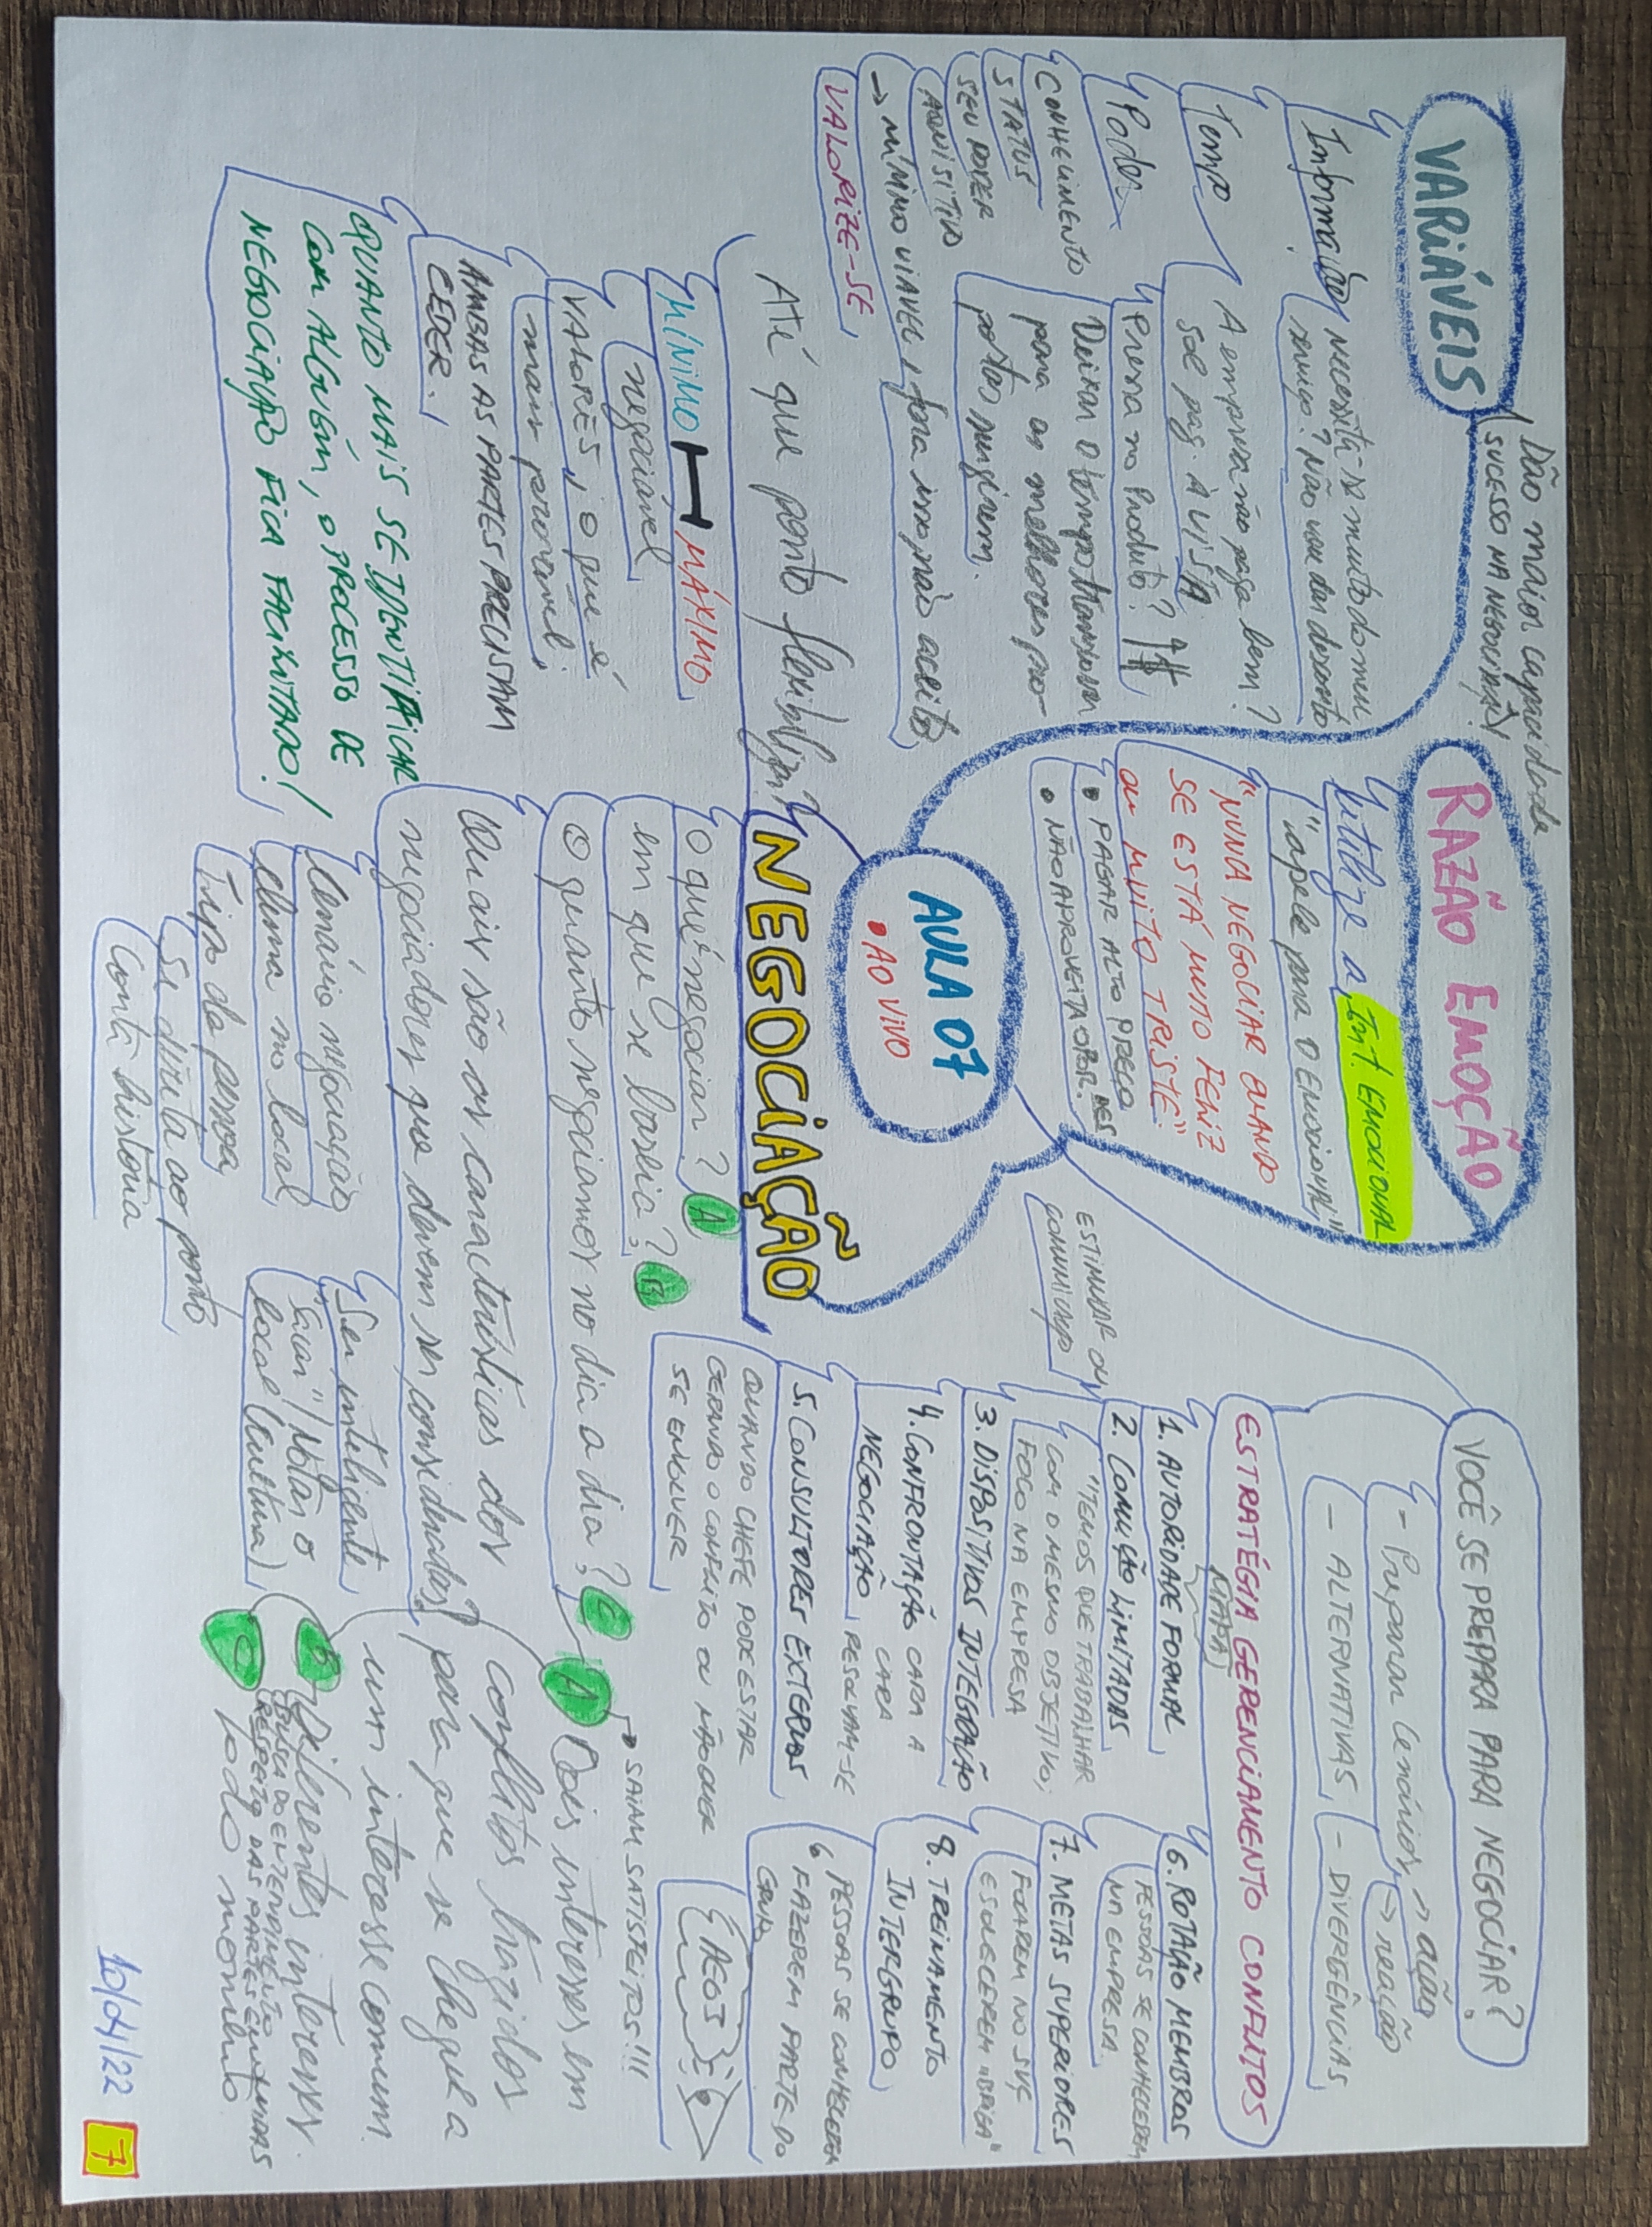 VARIÁVEIS
Dão maior capacidade
SUCESSO NA NEGOCIAÇÃO!
Informação
Necessita-se muito do meu
serviço? Não vou dar desconto
Tempo
A empresa não paga bem?
Sol pag. À VISTA
Pressa no Produto? ↑$
Deixar o tempo transcorrer
para as melhores pro-
postas surgirem.
Poder
CONHECIMENTO
STATUS
SEU PODER
AQUISITIVO
→ MÍNIMO VIAVEL, fora isso, não aceito
VALORIZE-SE
RAZÃO EMOÇÃO
utilize a Int. EMOCIONAL
"apele para o EMOCIONAL"
"NUNCA NEGOCIAR QUANDO
SE ESTÁ MUITO FELIZ
ou MUITO TRISTE"
• PAGAR ALTO PREÇO
• NÃO APROVEITA OPOR.DES
AULA 07
• AO VIVO
NEGOCIAÇÃO
Até que ponto flexibilizar?
MÍNIMO MÁXIMO
negociável
VALORES, o que é
mais provável;
AMBAS AS PARTES PRECISAM
CEDER.
QUANTO MAIS SE IDENTIFICAR
COM ALGUÉM, O PROCESSO DE
NEGOCIAÇÃO FICA FACILITADO!
O que é negociar? A
em que se baseia? B
O quanto negociamos no dia a dia? C
Quais são as características dos
negociadores que devem ser consideradas?
Cenário negociação
clima no local
Tipo de pessoa
Se direta ao ponto
Conta história
Ser inteligente
"Sacar" / Notar o
local (Cultura)
VOCÊ SE PREPARA PARA NEGOCIAR?
- Preparar Cenários → ação
→ reação
- ALTERNATIVAS - DIVERGÊNCIAS
ESTRATÉGIA GERENCIAMENTO CONFLITOS
MAPA
ESTIMULAR OU
COMUNICAÇÃO
1. AUTORIDADE FORMAL
2. COMU.ÇÃO LIMITADAS
"TEMOS QUE TRABALHAR
COM O MESMO OBJETIVO;
FOCO NA EMPRESA
3. DISPOSITIVOS INTEGRAÇÃO
4. CONFRONTAÇÃO CARA A
CARA
NEGOCIAÇÃO RESOLVAM-SE
5. CONSULTORES EXTERNOS
QUANDO CHEFE PODE ESTAR
GERANDO O CONFLITO OU NÃO QUER
SE ENVOLVER
6. ROTAÇÃO MEMBROS
PESSOAS SE CONHECEREM
NA EMPRESA.
7. METAS SUPERIORES
FOCAREM NO SVÇ
ESQUECEREM "BRIGA"
8. TREINAMENTO
INTERGRUPO
PESSOAS SE CONHECEREM
6 FAZEREM PARTE DO
GRUPO
AE03
→ SAIAM SATISFEITOS!!!
A Dois interesses em
conflitos trazidos
para que se chegue a
um interesse comum.
B Diferentes interesses.
BUSCA DO ENTENDIMENTO
RESPEITO DAS PARTES ENVOLVIDAS
C Todo momento.
10/04/22
7